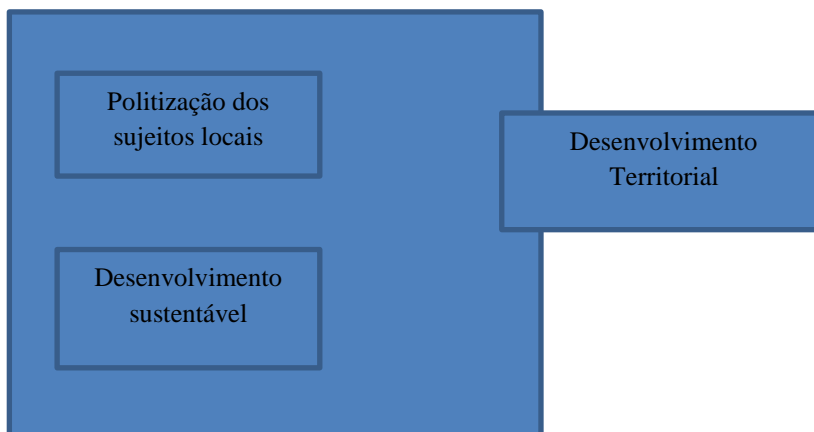 Politização dos
sujeitos locais
Desenvolvimento
Territorial
Desenvolvimento
sustentável